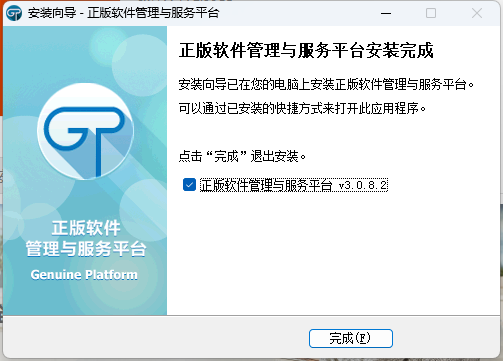 安装向导 - 正版软件管理与服务平台
正版软件管理与服务平台安装完成
安装向导已在您的电脑上安装正版软件管理与服务平台。
可以通过已安装的快捷方式来打开此应用程序。
点击“完成”退出安装。
正版软件管理与服务平台 v3.0.8.2
GT
正版软件
管理与服务平台
Genuine Platform
完成(F)